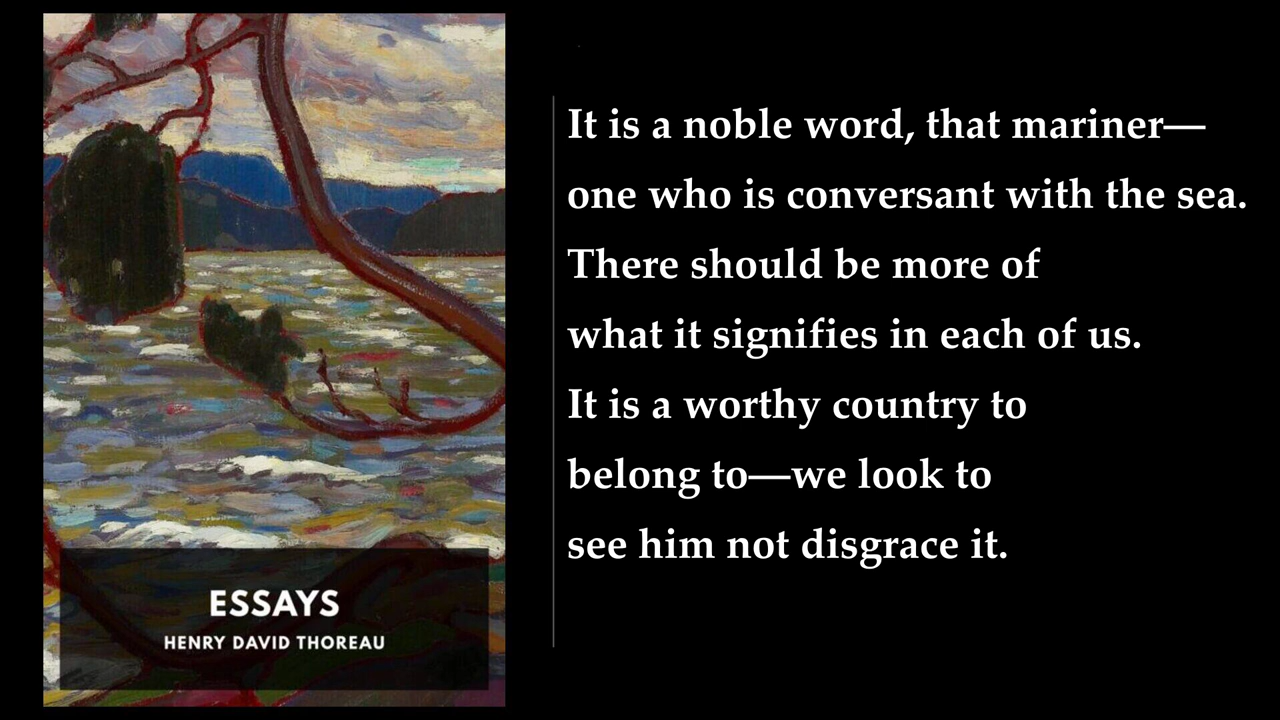 It is a noble word, that mariner—
one who is conversant with the sea.
There should be more of
what it signifies in each of us.
It is a worthy country to
belong to—we look to
see him not disgrace it.
ESSAYS
HENRY DAVID THOREAU